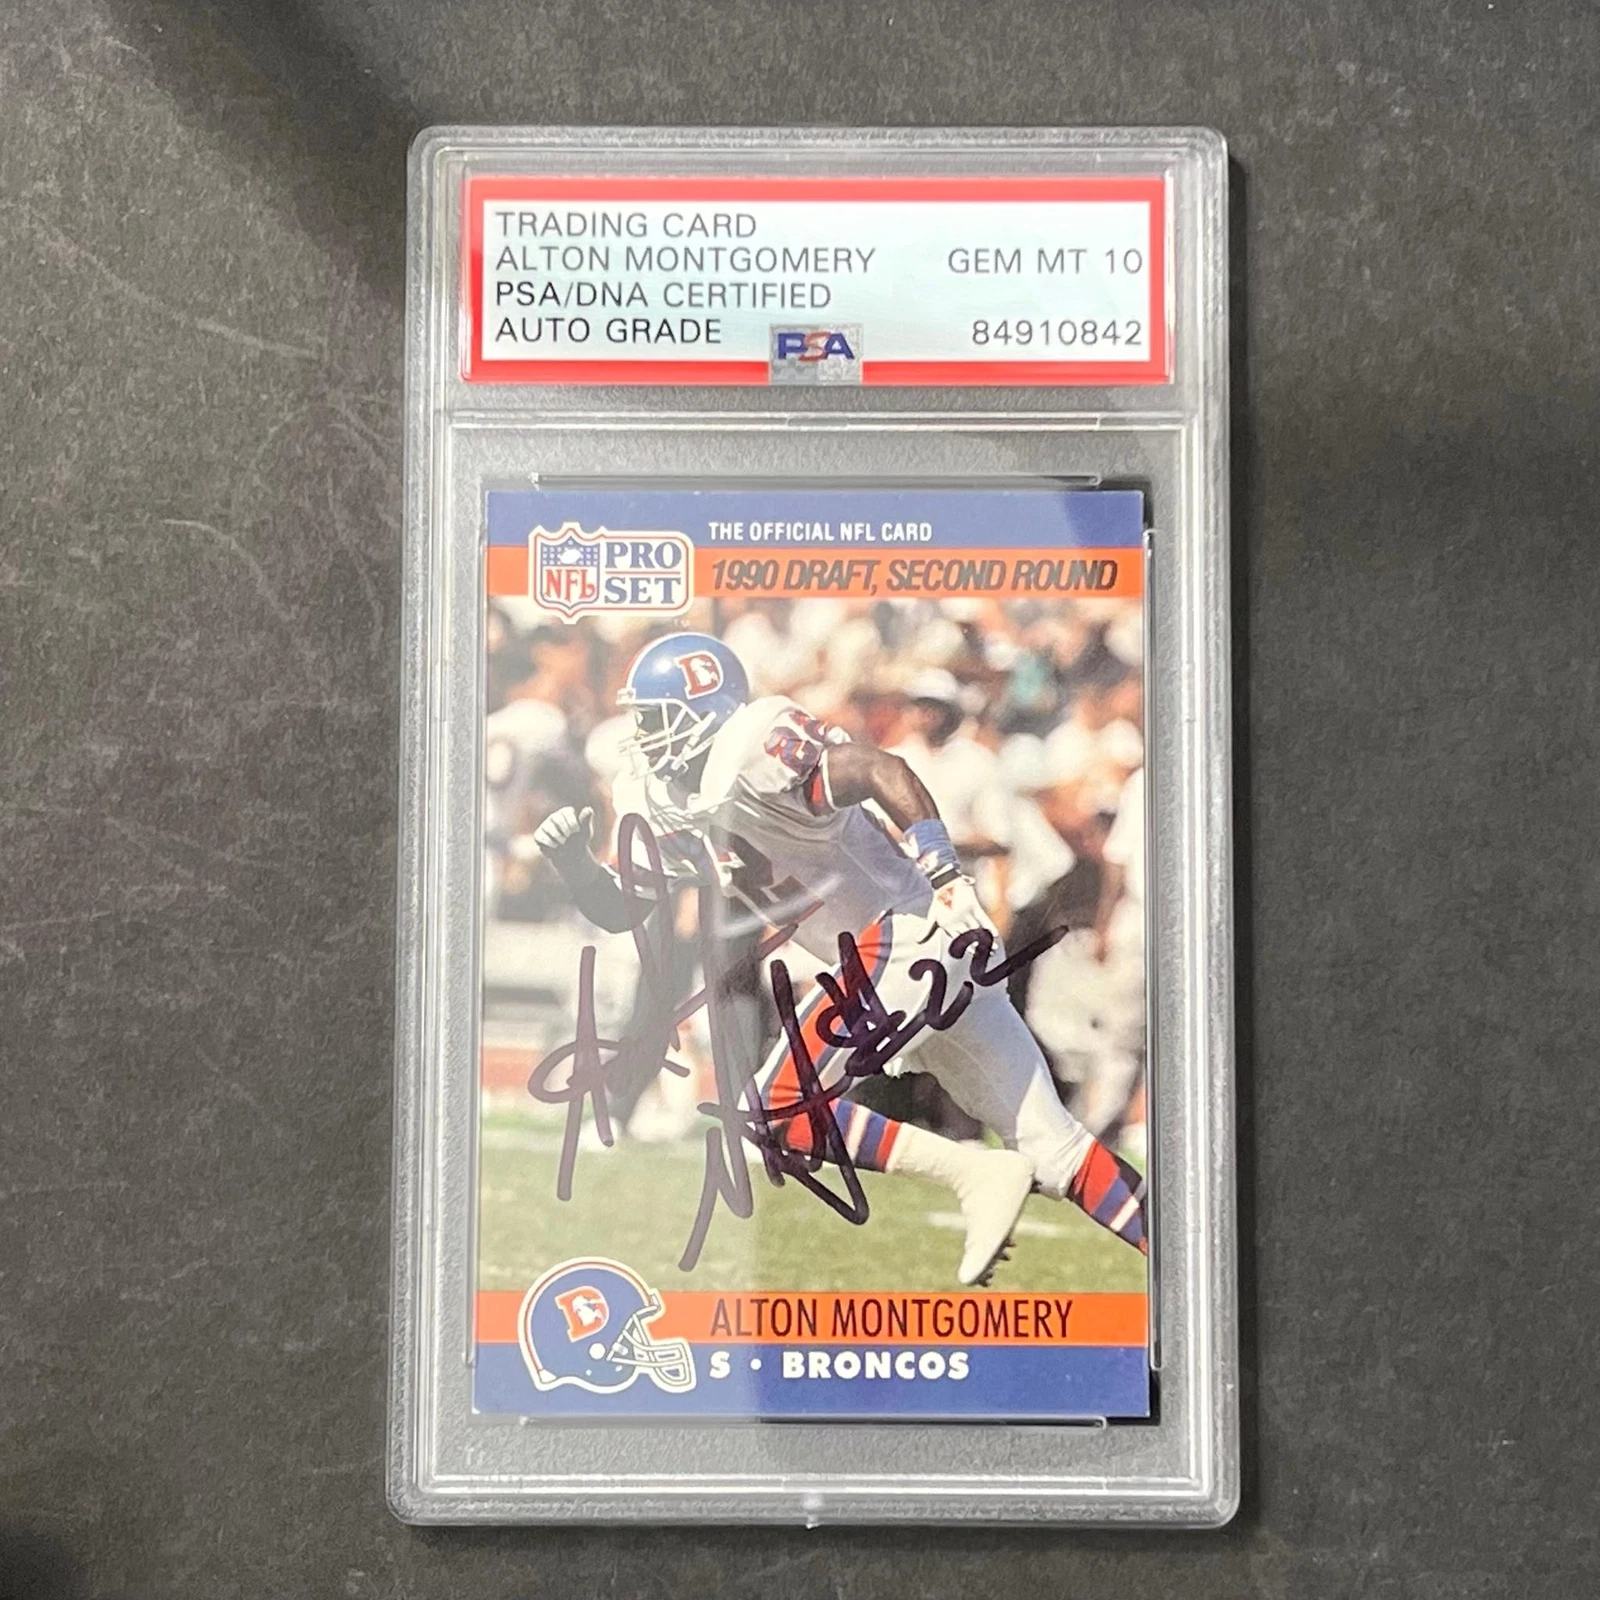 TRADING CARD
ALTON MONTGOMERY GEM MT 10
PSA/DNA CERTIFIED
AUTO GRADE PSA 84910842
THE OFFICIAL NFL CARD
NFL PRO SET
1990 DRAFT, SECOND ROUND
#22
ALTON MONTGOMERY
S • BRONCOS